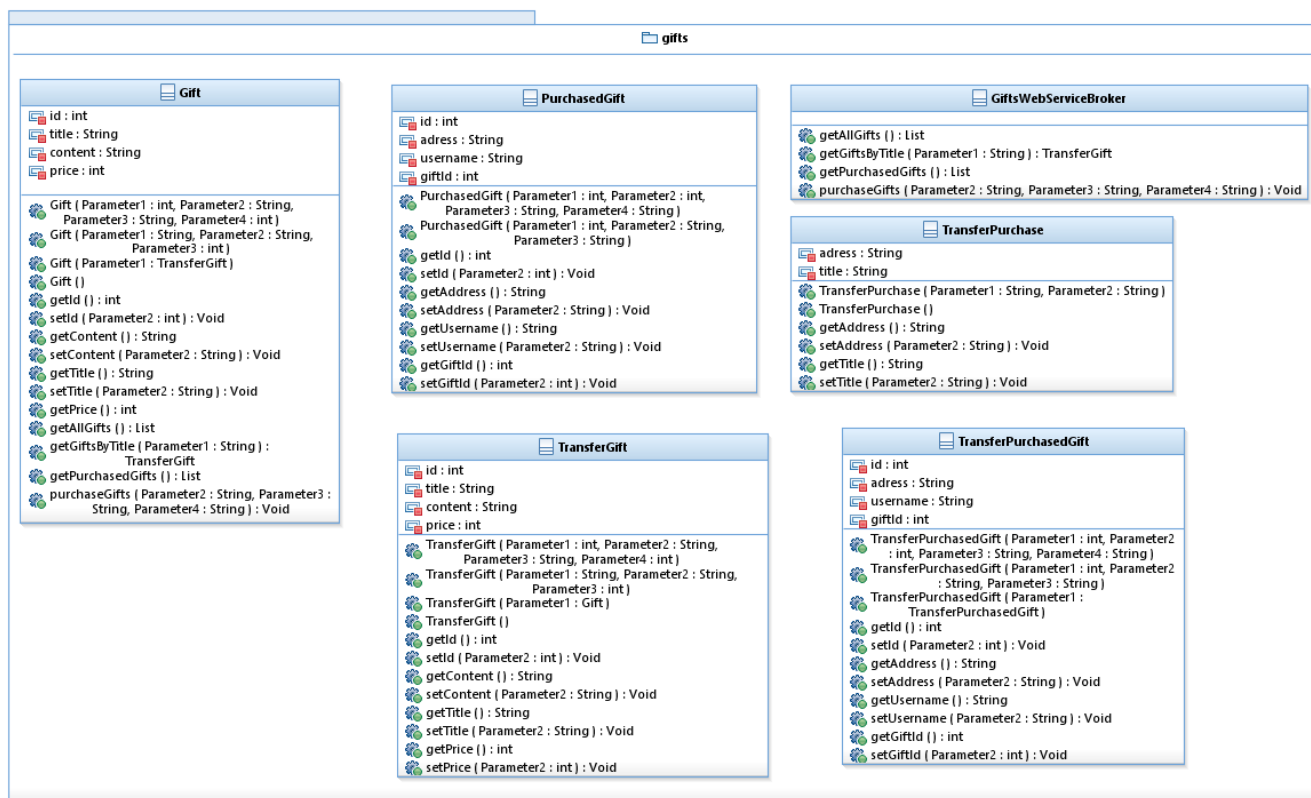 gifts
Gift
id : int
title : String
content : String
price : int
Gift ( Parameter1 : int, Parameter2 : String,
Parameter3 : String, Parameter4 : int )
Gift ( Parameter1 : String, Parameter2 : String,
Parameter3 : int )
Gift ( Parameter1 : TransferGift )
Gift ( )
getId ( ) : int
setId ( Parameter2 : int ) : Void
getContent ( ) : String
setContent ( Parameter2 : String ) : Void
getTitle ( ) : String
setTitle ( Parameter2 : String ) : Void
getPrice ( ) : int
getAllGifts ( ) : List
getGiftsByTitle ( Parameter1 : String ) :
TransferGift
getPurchasedGifts ( ) : List
purchaseGifts ( Parameter2 : String, Parameter3 :
String, Parameter4 : String ) : Void
PurchasedGift
id : int
adress : String
username : String
giftId : int
PurchasedGift ( Parameter1 : int, Parameter2 : int,
Parameter3 : String, Parameter4 : String )
PurchasedGift ( Parameter1 : int, Parameter2 : String,
Parameter3 : String )
getId ( ) : int
setId ( Parameter2 : int ) : Void
getAddress ( ) : String
setAddress ( Parameter2 : String ) : Void
getUsername ( ) : String
setUsername ( Parameter2 : String ) : Void
getGiftId ( ) : int
setGiftId ( Parameter2 : int ) : Void
GiftsWebServiceBroker
getAllGifts ( ) : List
getGiftsByTitle ( Parameter1 : String ) : TransferGift
getPurchasedGifts ( ) : List
purchaseGifts ( Parameter2 : String, Parameter3 : String, Parameter4 : String ) : Void
TransferPurchase
adress : String
title : String
TransferPurchase ( Parameter1 : String, Parameter2 : String )
TransferPurchase ( )
getAddress ( ) : String
setAddress ( Parameter2 : String ) : Void
getTitle ( ) : String
setTitle ( Parameter2 : String ) : Void
TransferGift
id : int
title : String
content : String
price : int
TransferGift ( Parameter1 : int, Parameter2 : String,
Parameter3 : String, Parameter4 : int )
TransferGift ( Parameter1 : String, Parameter2 : String,
Parameter3 : int )
TransferGift ( Parameter1 : Gift )
TransferGift ( )
getId ( ) : int
setId ( Parameter2 : int ) : Void
getContent ( ) : String
setContent ( Parameter2 : String ) : Void
getTitle ( ) : String
setTitle ( Parameter2 : String ) : Void
getPrice ( ) : int
setPrice ( Parameter2 : int ) : Void
TransferPurchasedGift
id : int
adress : String
username : String
giftId : int
TransferPurchasedGift ( Parameter1 : int, Parameter2
: int, Parameter3 : String, Parameter4 : String )
TransferPurchasedGift ( Parameter1 : int, Parameter2
: String, Parameter3 : String )
TransferPurchasedGift ( Parameter1 :
TransferPurchasedGift )
getId ( ) : int
setId ( Parameter2 : int ) : Void
getAddress ( ) : String
setAddress ( Parameter2 : String ) : Void
getUsername ( ) : String
setUsername ( Parameter2 : String ) : Void
getGiftId ( ) : int
setGiftId ( Parameter2 : int ) : Void